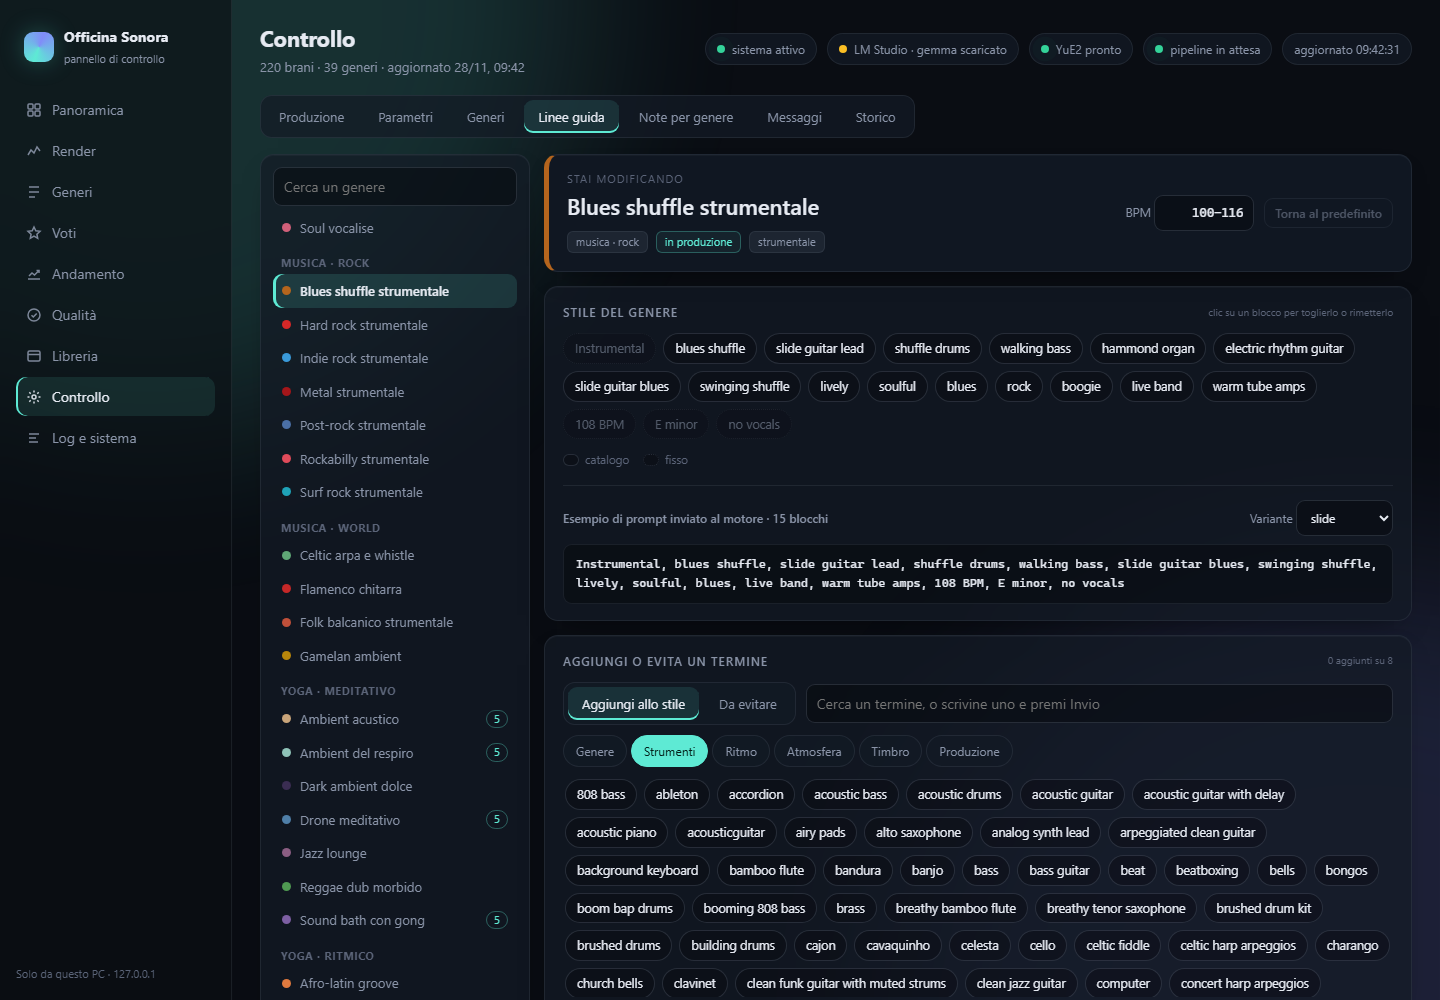 Officina Sonora
pannello di controllo
Panoramica
Render
Generi
Voti
Andamento
Qualità
Libreria
Controllo
Log e sistema
Solo da questo PC · 127.0.0.1
Controllo
220 brani · 39 generi · aggiornato 28/11, 09:42
sistema attivo
LM Studio · gemma scaricato
YuE2 pronto
pipeline in attesa
aggiornato 09:42:31
Produzione Parametri Generi Linee guida Note per genere Messaggi Storico
Cerca un genere
Soul vocalise
MUSICA · ROCK
Blues shuffle strumentale
Hard rock strumentale
Indie rock strumentale
Metal strumentale
Post-rock strumentale
Rockabilly strumentale
Surf rock strumentale
MUSICA · WORLD
Celtic arpa e whistle
Flamenco chitarra
Folk balcanico strumentale
Gamelan ambient
YOGA · MEDITATIVO
Ambient acustico 5
Ambient del respiro 5
Dark ambient dolce
Drone meditativo 5
Jazz lounge
Reggae dub morbido
Sound bath con gong 5
YOGA · RITMICO
Afro-latin groove
STAI MODIFICANDO
Blues shuffle strumentale
musica · rock in produzione strumentale
BPM 100–116 Torna al predefinito
STILE DEL GENERE clic su un blocco per toglierlo o rimetterlo
Instrumental blues shuffle slide guitar lead shuffle drums walking bass hammond organ electric rhythm guitar
slide guitar blues swinging shuffle lively soulful blues rock boogie live band warm tube amps
108 BPM E minor no vocals
catalogo fisso
Esempio di prompt inviato al motore · 15 blocchi Variante slide
Instrumental, blues shuffle, slide guitar lead, shuffle drums, walking bass, slide guitar blues, swinging shuffle,
lively, soulful, blues, live band, warm tube amps, 108 BPM, E minor, no vocals
AGGIUNGI O EVITA UN TERMINE 0 aggiunti su 8
Aggiungi allo stile Da evitare Cerca un termine, o scrivine uno e premi Invio
Genere Strumenti Ritmo Atmosfera Timbro Produzione
808 bass ableton accordion acoustic bass acoustic drums acoustic guitar acoustic guitar with delay
acoustic piano acousticguitar airy pads alto saxophone analog synth lead arpeggiated clean guitar
background keyboard bamboo flute bandura banjo bass bass guitar beat beatboxing bells bongos
boom bap drums booming 808 bass brass breathy bamboo flute breathy tenor saxophone brushed drum kit
brushed drums building drums cajon cavaquinho celesta cello celtic fiddle celtic harp arpeggios charango
church bells clavinet clean funk guitar with muted strums clean jazz guitar computer concert harp arpeggios